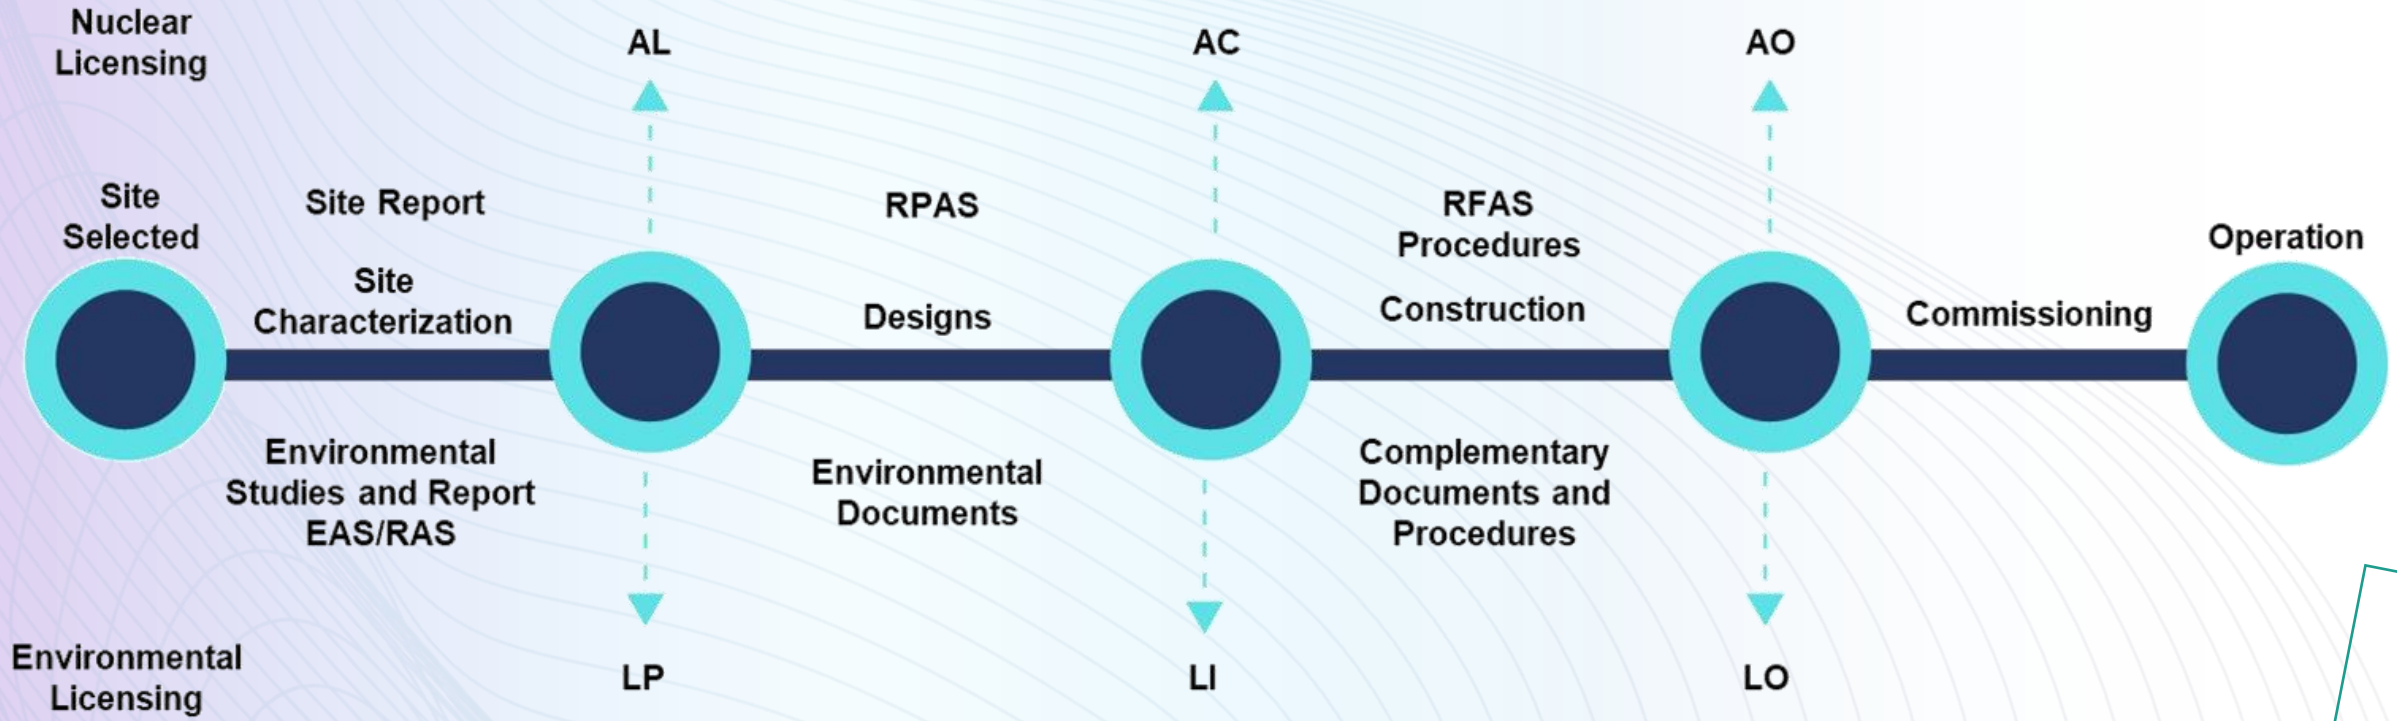 Nuclear
Licensing
AL
AC
AO
Site
Selected
Site Report
RPAS
RFAS
Procedures
Operation
Site
Characterization
Designs
Construction
Commissioning
Environmental
Studies and Report
EAS/RAS
Environmental
Documents
Complementary
Documents and
Procedures
Environmental
Licensing
LP
LI
LO